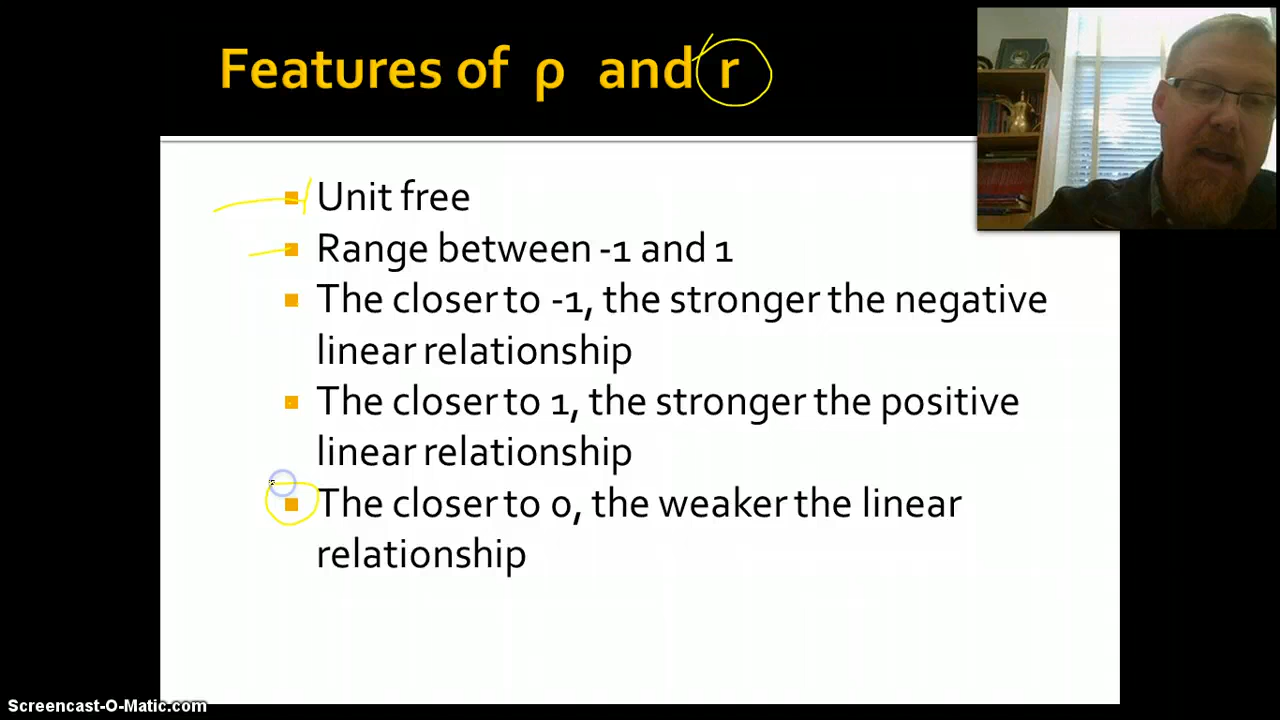 Features of ρ and r
Unit free
Range between -1 and 1
The closer to -1, the stronger the negative
linear relationship
The closer to 1, the stronger the positive
linear relationship
The closer to 0, the weaker the linear
relationship
Screencast-O-Matic.com